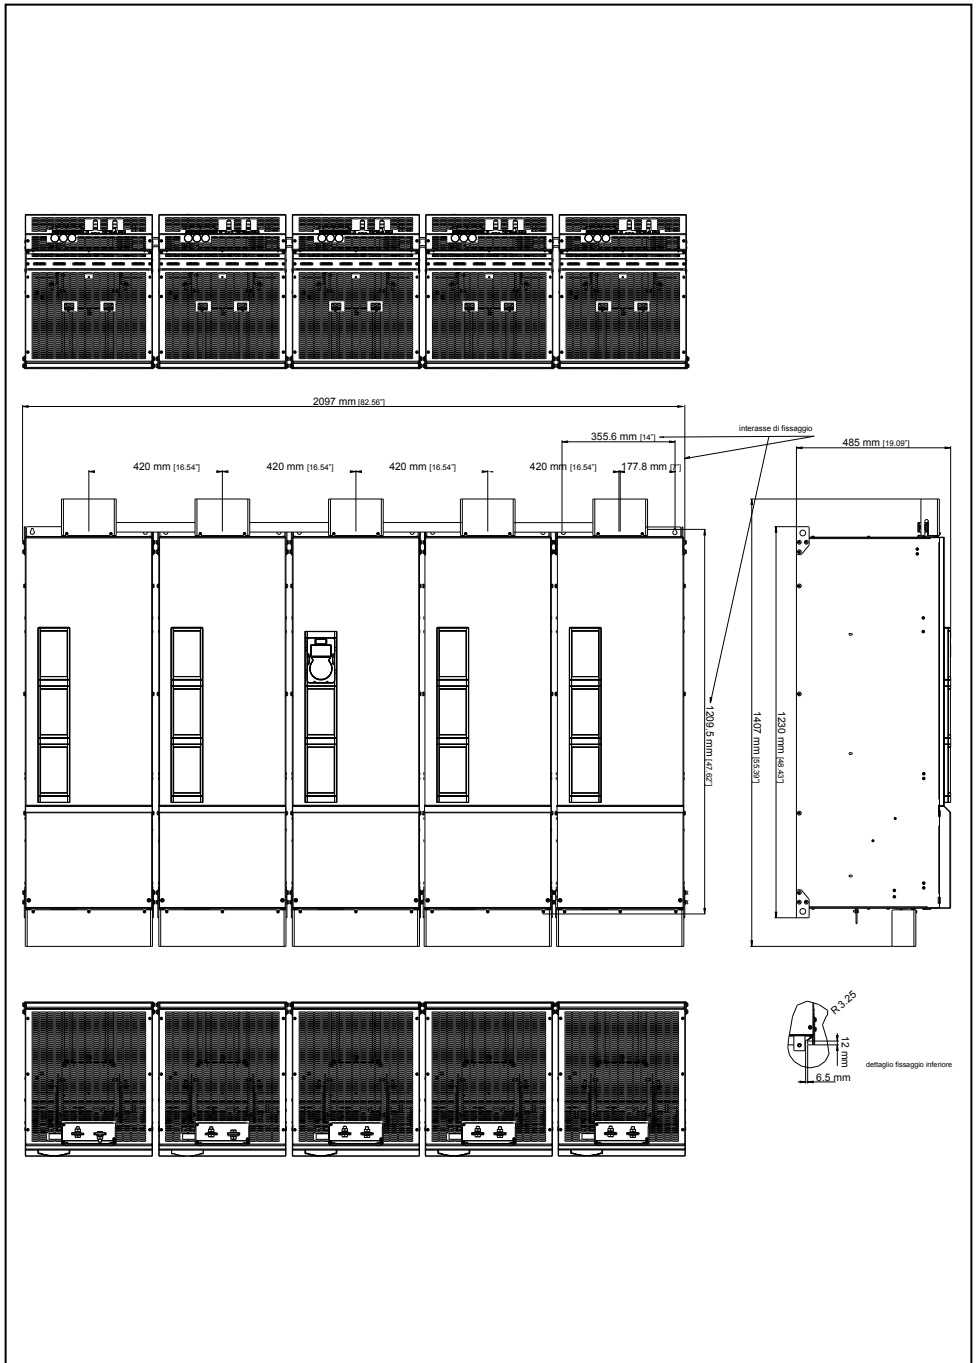 2097 mm [82.56"]
interasse di fissaggio
355.6 mm [14"]
485 mm [19.09"]
420 mm [16.54"]
420 mm [16.54"]
420 mm [16.54"]
420 mm [16.54"]
177.8 mm [7"]
1209.5 mm [47.62"]
1407 mm [55.39"]
1230 mm [48.43"]
R 3.25
12 mm
dettaglio fissaggio inferiore
6.5 mm